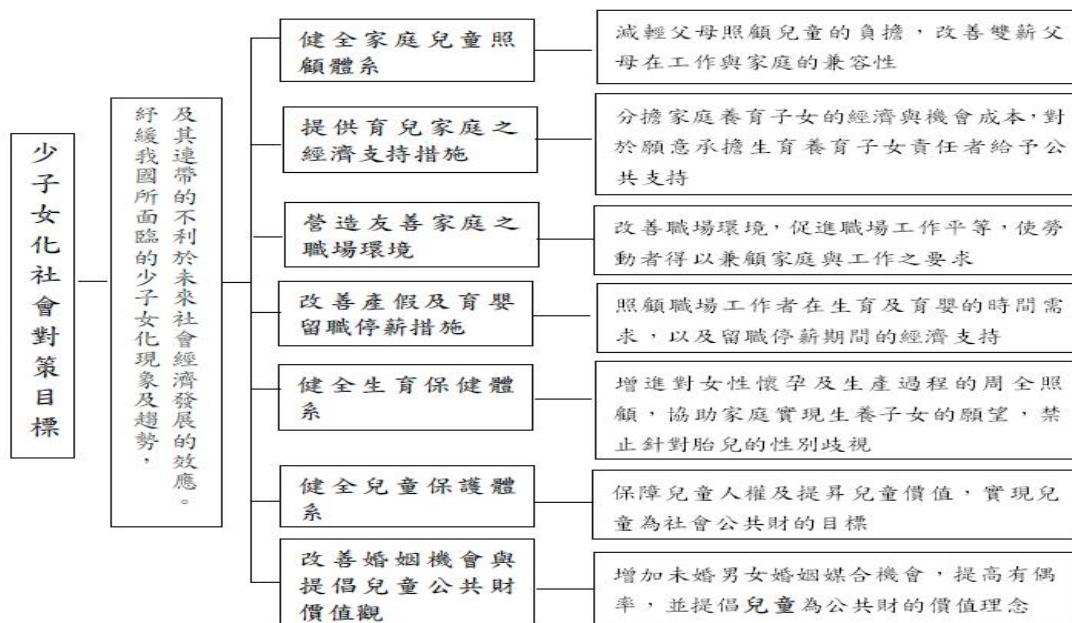 少子女化社會對策目標
紓緩我國所面臨的少子女化現象及趨勢，
及其連帶的不利於未來社會經濟發展的效應。
健全家庭兒童照
顧體系
減輕父母照顧兒童的負擔，改善雙薪父
母在工作與家庭的兼容性
提供育兒家庭之
經濟支持措施
分擔家庭養育子女的經濟與機會成本，對
於願意承擔生育養育子女責任者給予公
共支持
營造友善家庭之
職場環境
改善職場環境，促進職場工作平等，使勞
動者得以兼顧家庭與工作之要求
改善產假及育嬰
留職停薪措施
照顧職場工作者在生育及育嬰的時間需
求，以及留職停薪期間的經濟支持
健全生育保健體
系
增進對女性懷孕及生產過程的周全照
顧，協助家庭實現生養子女的願望，禁
止針對胎兒的性別歧視
健全兒童保護體
系
保障兒童人權及提昇兒童價值，實現兒
童為社會公共財的目標
改善婚姻機會與
提倡兒童公共財
價值觀
增加未婚男女婚姻媒合機會，提高有偶
率，並提倡兒童為公共財的價值理念